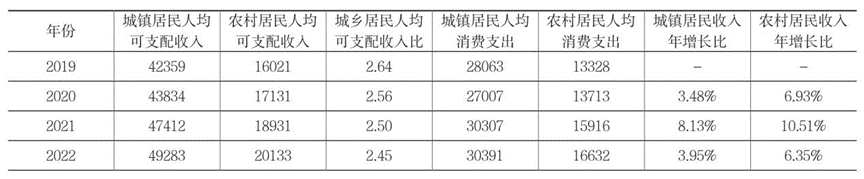 年份 城镇居民人均可支配收入 农村居民人均可支配收入 城乡居民人均可支配收入比 城镇居民人均消费支出 农村居民人均消费支出 城镇居民收入年增长比 农村居民收入年增长比
2019 42359 16021 2.64 28063 13328 - -
2020 43834 17131 2.56 27007 13713 3.48% 6.93%
2021 47412 18931 2.50 30307 15916 8.13% 10.51%
2022 49283 20133 2.45 30391 16632 3.95% 6.35%